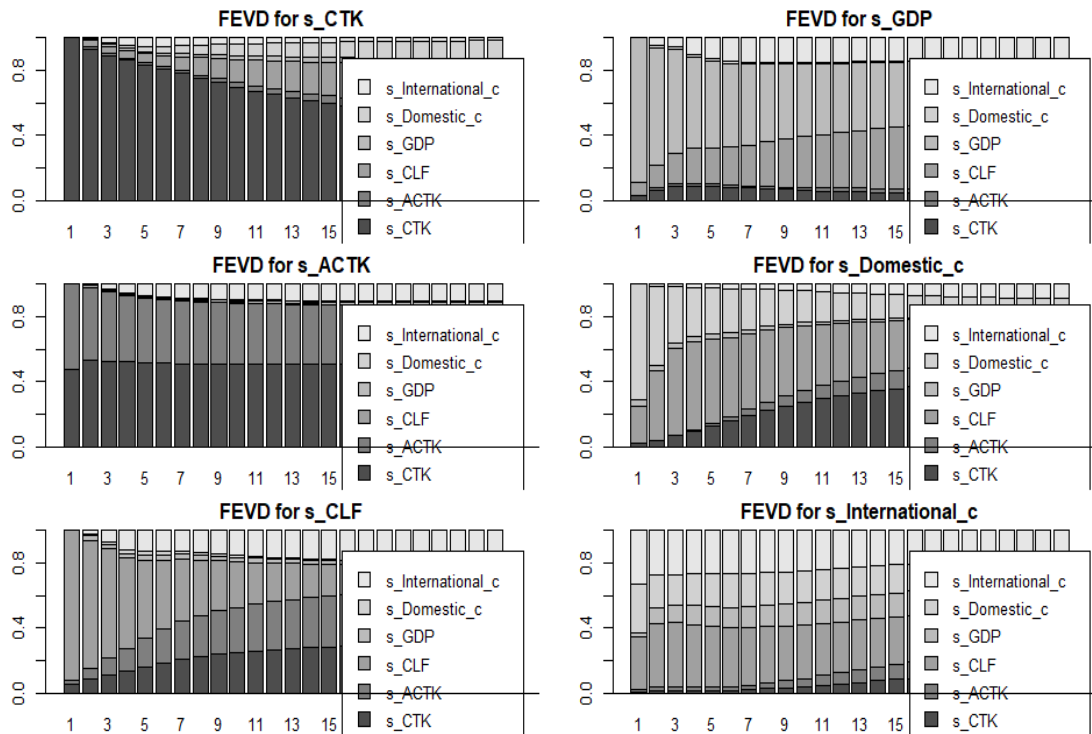 FEVD for s_CTK
0.0 0.4 0.8
1 3 5 7 9 11 13 15
s_International_c
s_Domestic_c
s_GDP
s_CLF
s_ACTK
s_CTK
FEVD for s_GDP
0.0 0.4 0.8
1 3 5 7 9 11 13 15
s_International_c
s_Domestic_c
s_GDP
s_CLF
s_ACTK
s_CTK
FEVD for s_ACTK
0.0 0.4 0.8
1 3 5 7 9 11 13 15
s_International_c
s_Domestic_c
s_GDP
s_CLF
s_ACTK
s_CTK
FEVD for s_Domestic_c
0.0 0.4 0.8
1 3 5 7 9 11 13 15
s_International_c
s_Domestic_c
s_GDP
s_CLF
s_ACTK
s_CTK
FEVD for s_CLF
0.0 0.4 0.8
1 3 5 7 9 11 13 15
s_International_c
s_Domestic_c
s_GDP
s_CLF
s_ACTK
s_CTK
FEVD for s_International_c
0.0 0.4 0.8
1 3 5 7 9 11 13 15
s_International_c
s_Domestic_c
s_GDP
s_CLF
s_ACTK
s_CTK